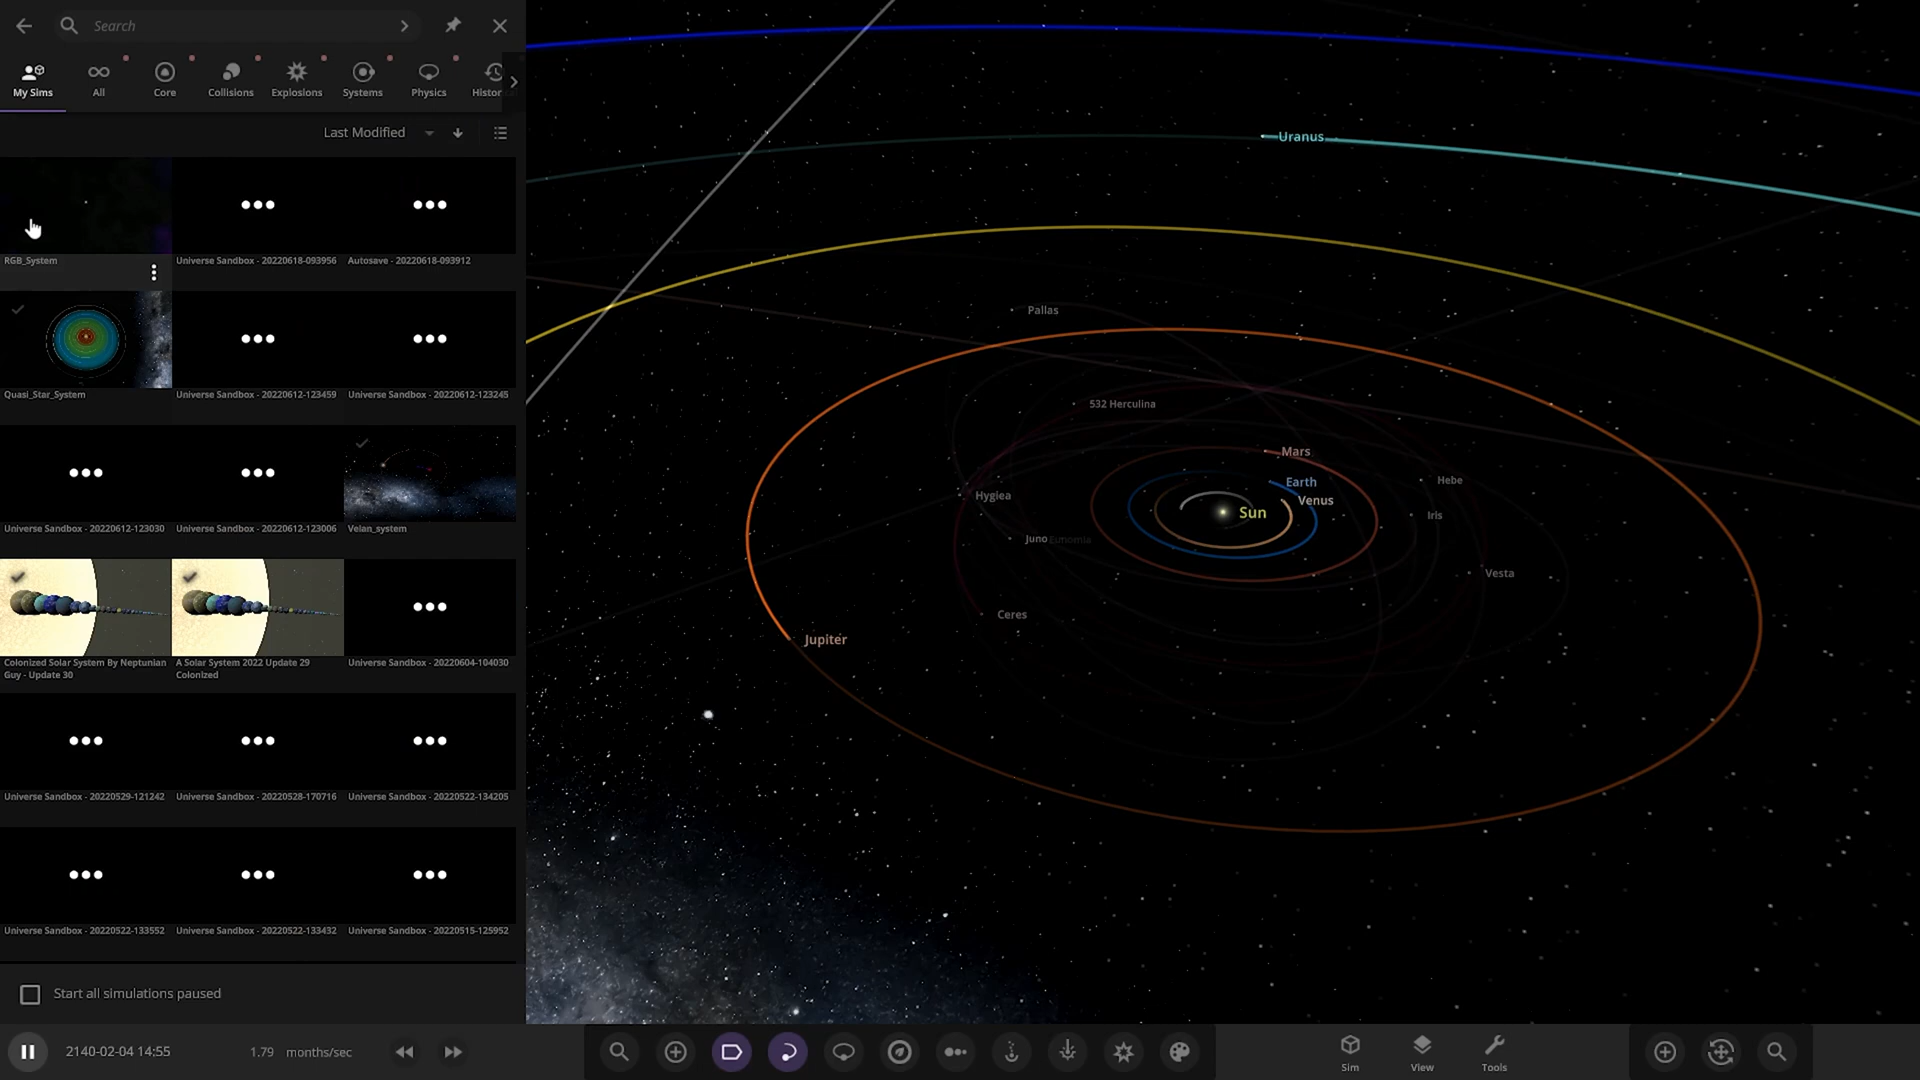 Search
My Sims
All
Core
Collisions
Explosions
Systems
Physics
Histor
Last Modified
RGB_System
Universe Sandbox - 20220618-093956
Autosave - 20220618-093912
Quasi_Star_System
Universe Sandbox - 20220612-123459
Universe Sandbox - 20220612-123245
Universe Sandbox - 20220612-123030
Universe Sandbox - 20220612-123006
Velan_system
Colonized Solar System By Neptunian
Guy - Update 30
A Solar System 2022 Update 29
Colonized
Universe Sandbox - 20220604-104030
Universe Sandbox - 20220529-121242
Universe Sandbox - 20220528-170716
Universe Sandbox - 20220522-134205
Universe Sandbox - 20220522-133552
Universe Sandbox - 20220522-133432
Universe Sandbox - 20220515-125952
Start all simulations paused
Uranus
Pallas
532 Herculina
Mars
Earth
Venus
Hebe
Hygiea
Sun
Iris
Juno
Eunomia
Vesta
Ceres
Jupiter
2140-02-04 14:55
1.79 months/sec
Sim
View
Tools